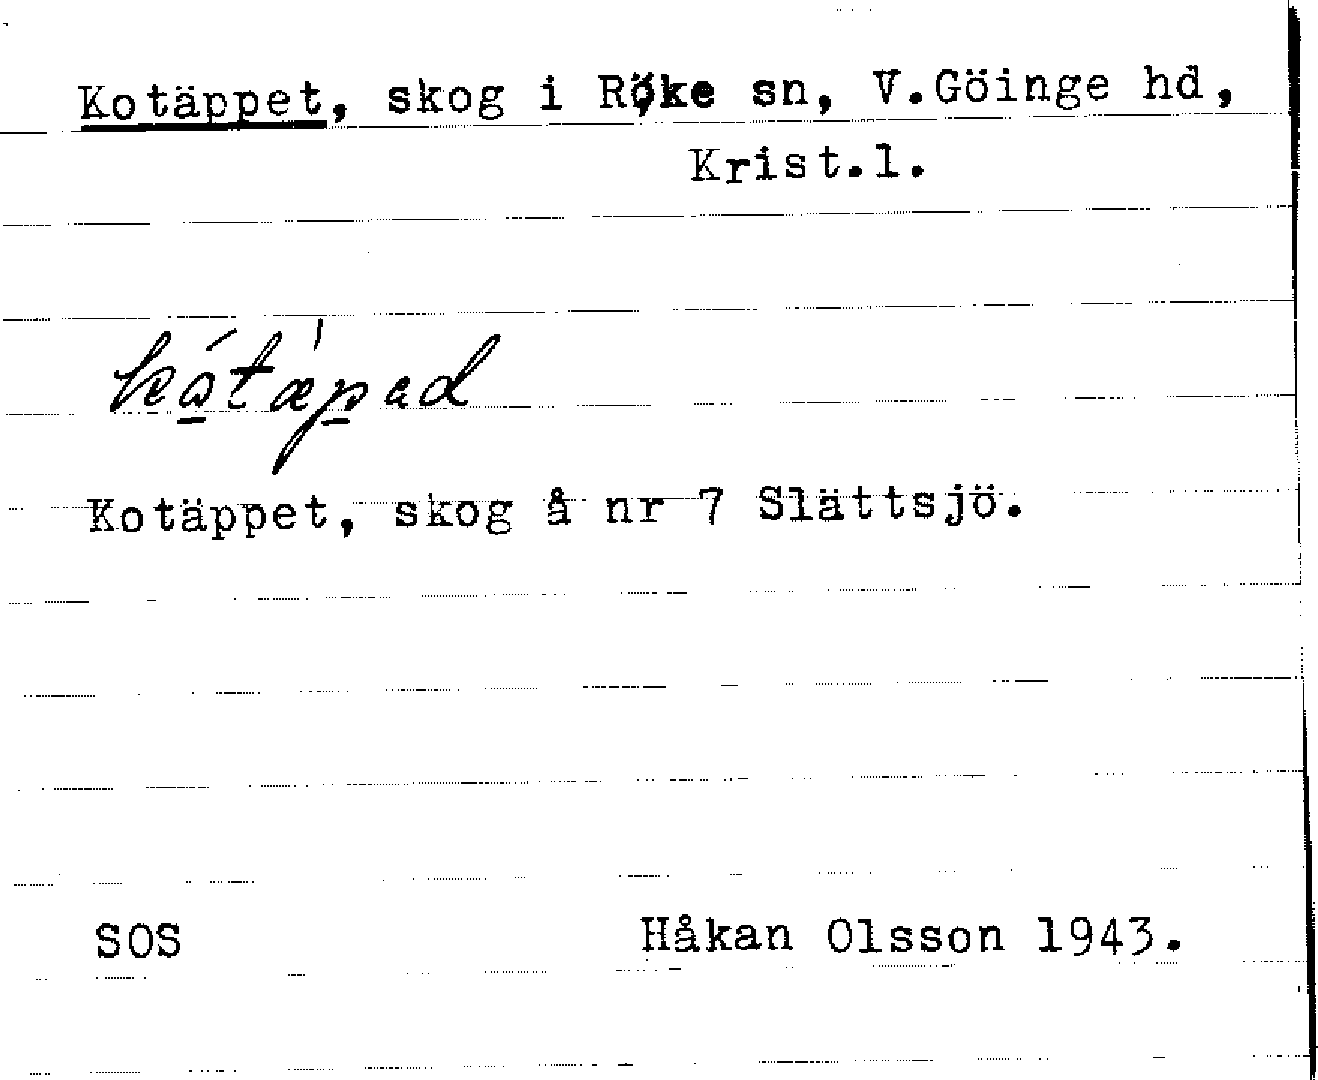 Kotäppet, skog i Röke sn, V.Göinge hd,
Krist.l.
Kotäppet, skog å nr 7 Slättsjö.
SOS Håkan Olsson 1943.